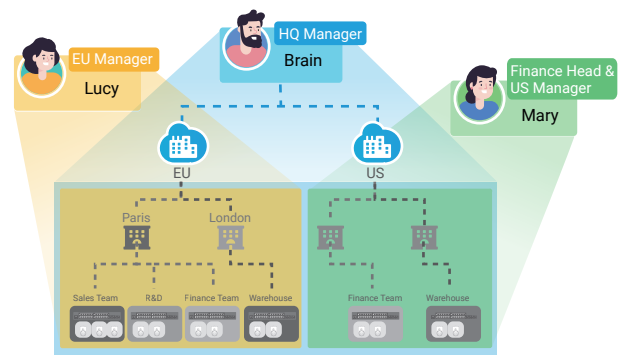 HQ Manager
Brain
EU Manager
Lucy
Finance Head &
US Manager
Mary
EU
US
Paris
London
Sales Team
R&D
Finance Team
Warehouse
Finance Team
Warehouse